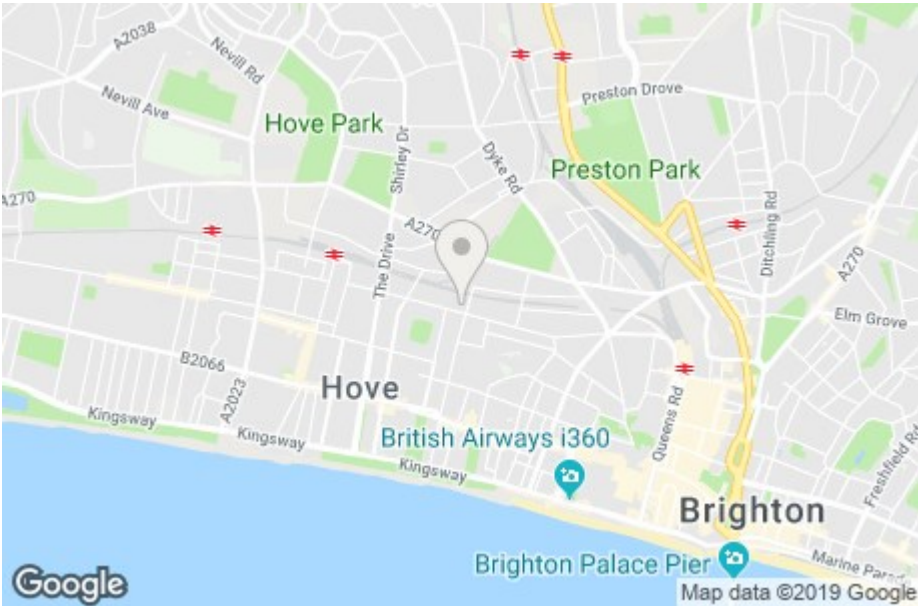 A2038
Nevill Rd
Nevill Ave
Hove Park
Shirley Dr
Dyke Rd
Preston Drove
Preston Park
A270
A270
The Drive
Ditchling Rd
A270
Elm Grove
B2066
A2023
Hove
Kingsway
Kingsway
Kingsway
British Airways i360
Queens Rd
Freshfield Rd
Brighton
Brighton Palace Pier
Marine Parade
Google
Map data ©2019 Google